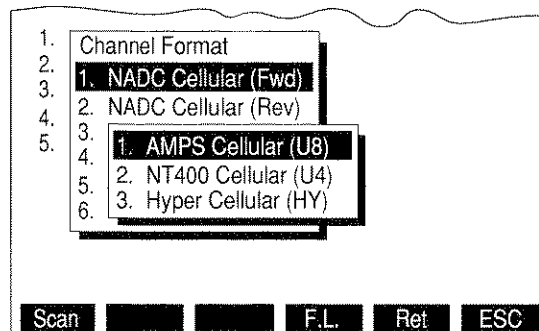 1.
2.
3.
4.
5.
Channel Format
1. NADC Cellular (Fwd)
2. NADC Cellular (Rev)
3.
4.
5.
6.
1. AMPS Cellular (U8)
2. NT400 Cellular (U4)
3. Hyper Cellular (HY)
Scan F.L. Ret ESC